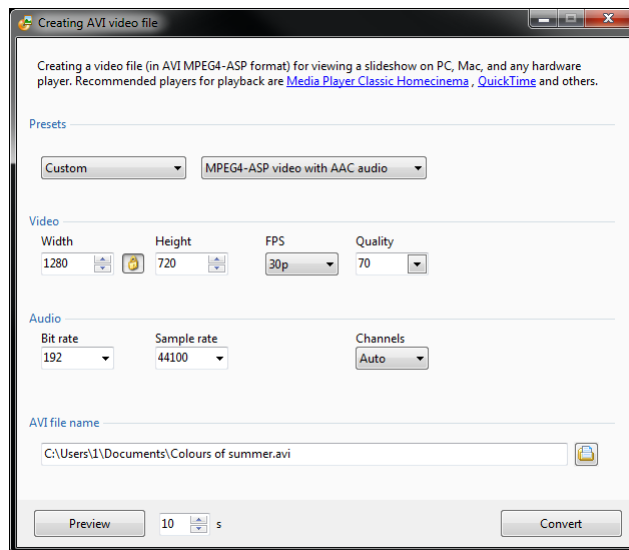 Creating AVI video file
Creating a video file (in AVI MPEG4-ASP format) for viewing a slideshow on PC, Mac, and any hardware
player. Recommended players for playback are Media Player Classic Homecinema , QuickTime and others.
Presets
Custom MPEG4-ASP video with AAC audio
Video
Width Height FPS Quality
1280 720 30p 70
Audio
Bit rate Sample rate Channels
192 44100 Auto
AVI file name
C:\Users\1\Documents\Colours of summer.avi
Preview 10 s Convert